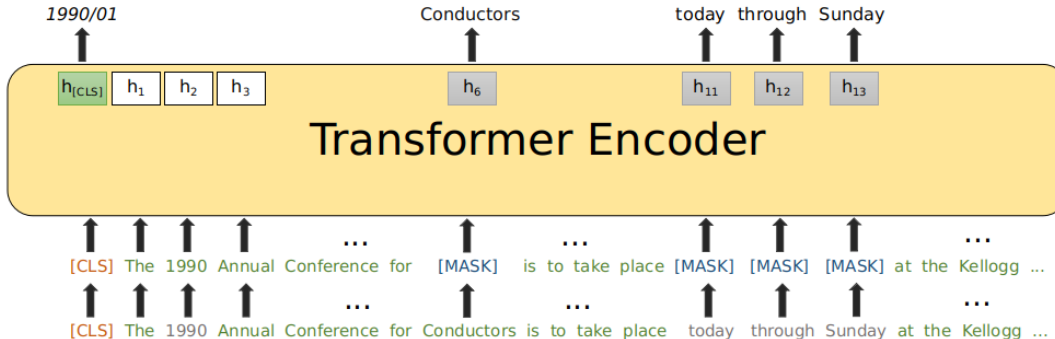 1990/01 Conductors today through Sunday
h[CLS] h1 h2 h3 h6 h11 h12 h13
Transformer Encoder
... ... ...
[CLS] The 1990 Annual Conference for [MASK] is to take place [MASK] [MASK] [MASK] at the Kellogg ...
... ... ...
[CLS] The 1990 Annual Conference for Conductors is to take place today through Sunday at the Kellogg ...